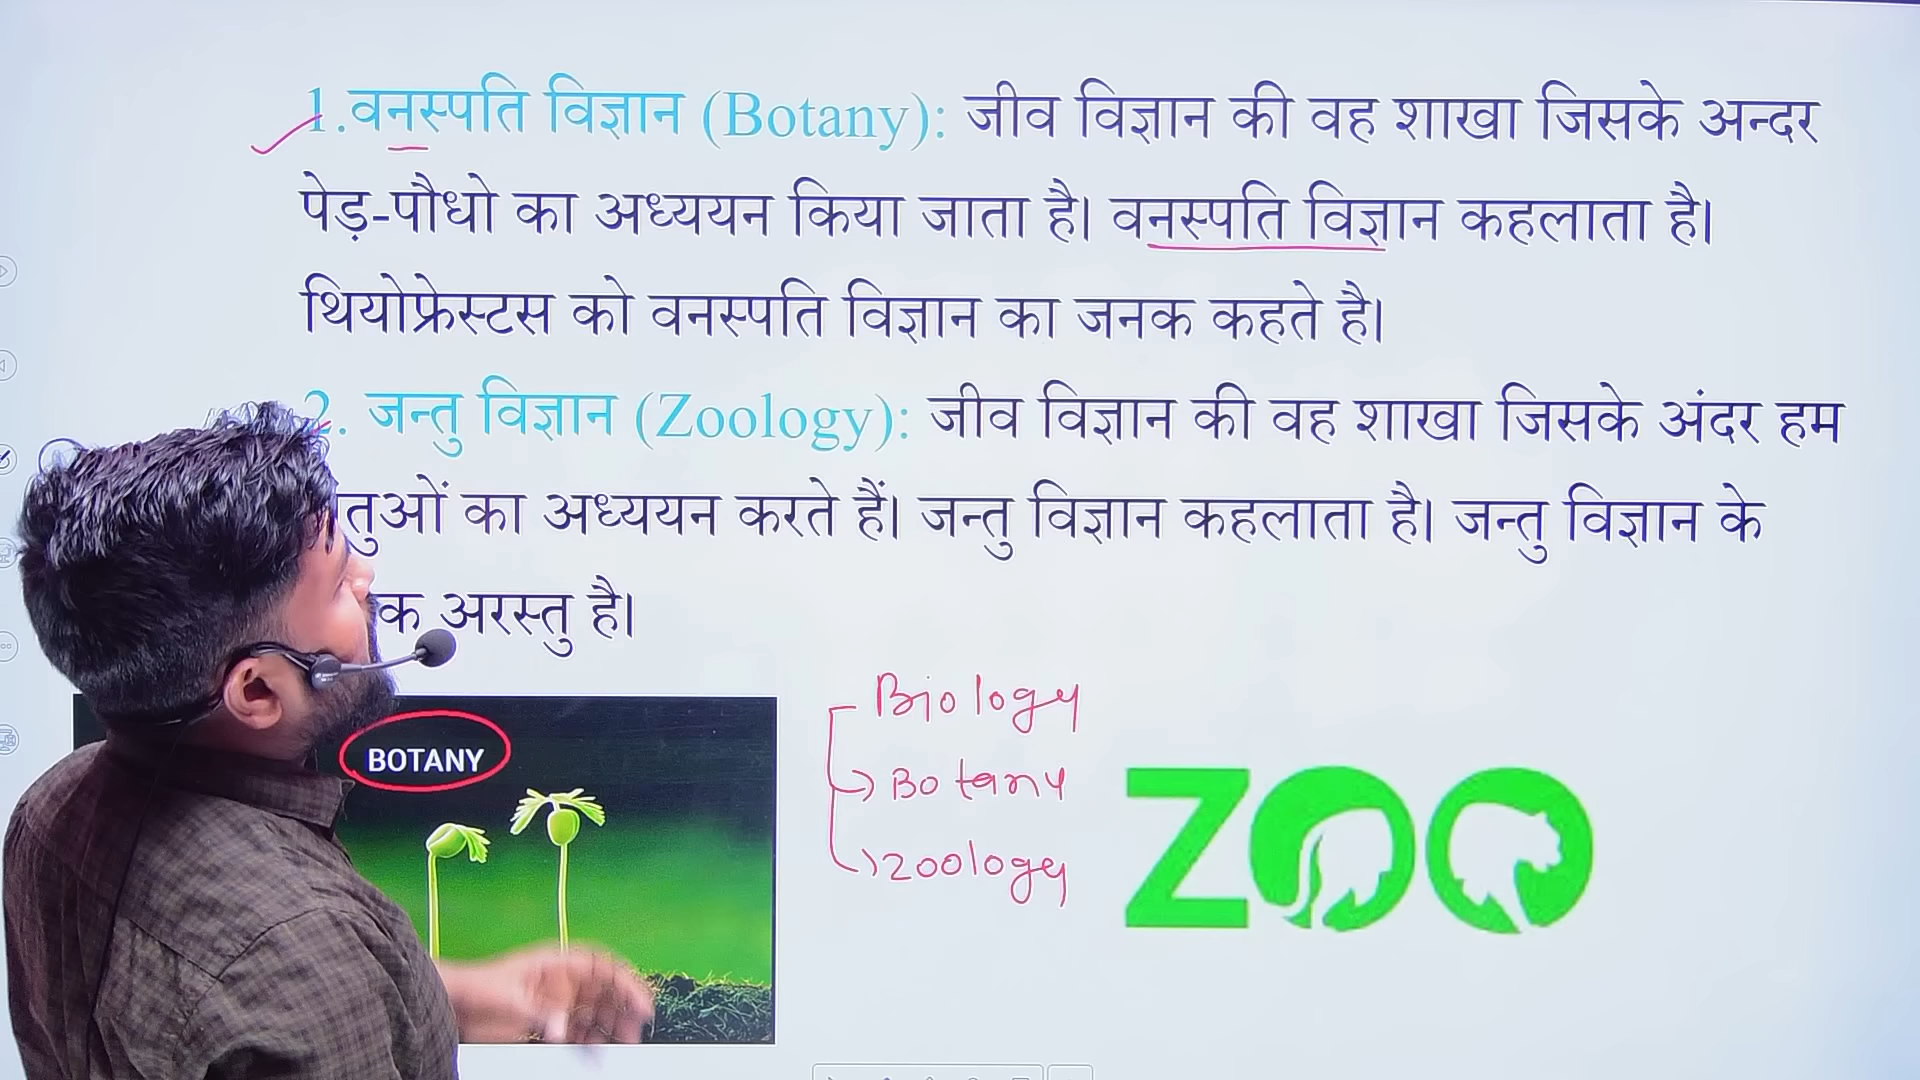 1.वनस्पति विज्ञान (Botany): जीव विज्ञान की वह शाखा जिसके अन्दर
पेड़-पौधो का अध्ययन किया जाता है। वनस्पति विज्ञान कहलाता है।
थियोफ्रेस्टस को वनस्पति विज्ञान का जनक कहते है।
2. जन्तु विज्ञान (Zoology): जीव विज्ञान की वह शाखा जिसके अंदर हम
का अध्ययन करते हैं। जन्तु विज्ञान कहलाता है। जन्तु विज्ञान के
अरस्तु है।
BOTANY
Biology
Botany
Zoology
ZOO